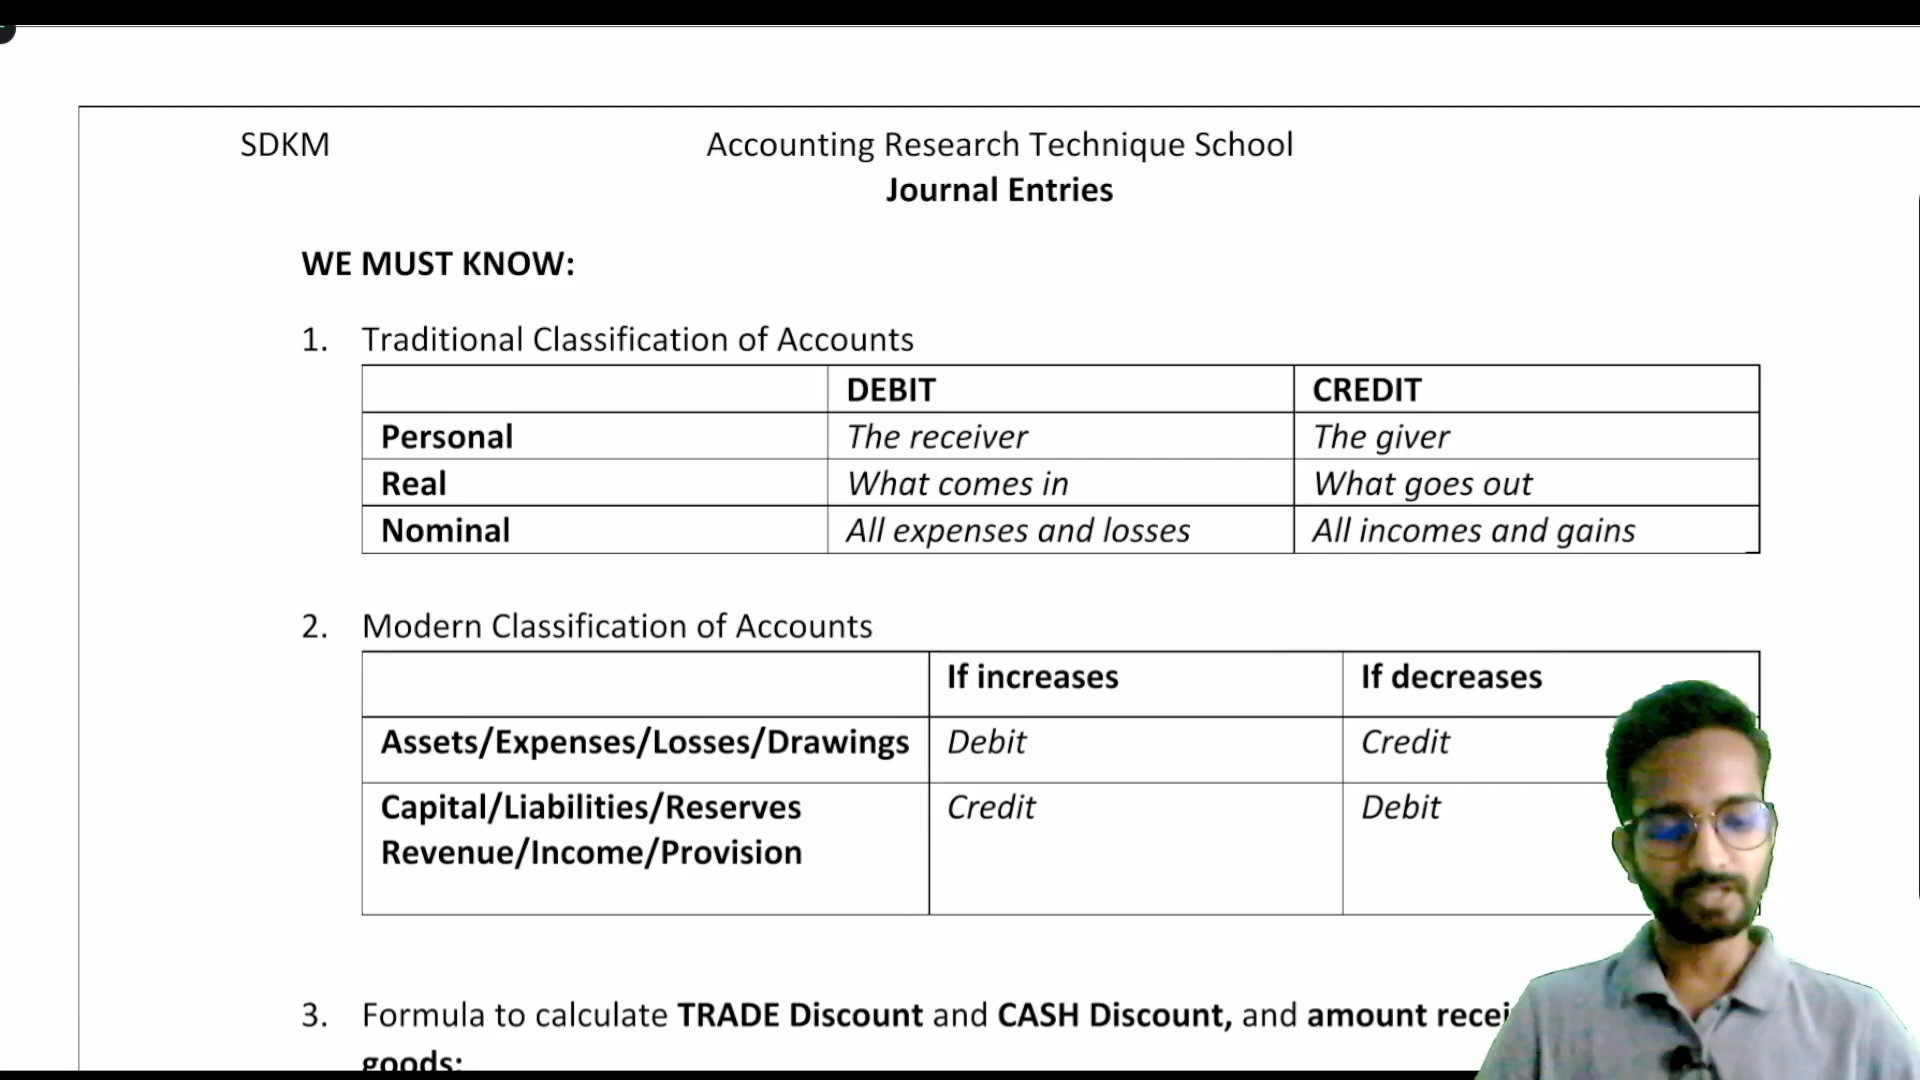 SDKM Accounting Research Technique School
Journal Entries
WE MUST KNOW:
1. Traditional Classification of Accounts
DEBIT CREDIT
Personal The receiver The giver
Real What comes in What goes out
Nominal All expenses and losses All incomes and gains
2. Modern Classification of Accounts
If increases If decreases
Assets/Expenses/Losses/Drawings Debit Credit
Capital/Liabilities/Reserves Credit Debit
Revenue/Income/Provision
3. Formula to calculate TRADE Discount and CASH Discount, and amount
goods: